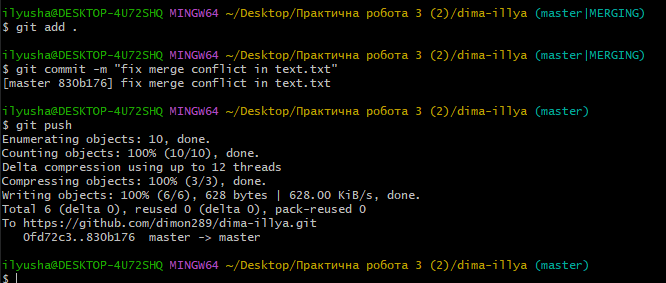 ilyusha@DESKTOP-4U72SHQ MINGW64 ~/Desktop/Практична робота 3 (2)/dima-illya (master|MERGING)
$ git add .
ilyusha@DESKTOP-4U72SHQ MINGW64 ~/Desktop/Практична робота 3 (2)/dima-illya (master|MERGING)
$ git commit -m "fix merge conflict in text.txt"
[master 830b176] fix merge conflict in text.txt
ilyusha@DESKTOP-4U72SHQ MINGW64 ~/Desktop/Практична робота 3 (2)/dima-illya (master)
$ git push
Enumerating objects: 10, done.
Counting objects: 100% (10/10), done.
Delta compression using up to 12 threads
Compressing objects: 100% (3/3), done.
Writing objects: 100% (6/6), 628 bytes | 628.00 KiB/s, done.
Total 6 (delta 0), reused 0 (delta 0), pack-reused 0
To https://github.com/dimon289/dima-illya.git
   0fd72c3..830b176  master -> master
ilyusha@DESKTOP-4U72SHQ MINGW64 ~/Desktop/Практична робота 3 (2)/dima-illya (master)
$